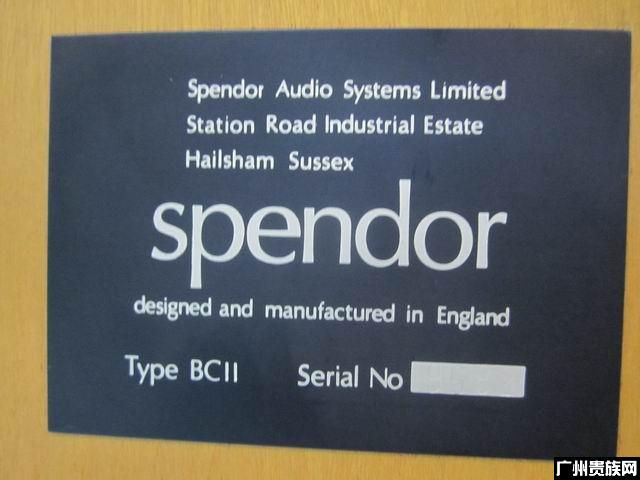 Spendor Audio Systems Limited
Station Road Industrial Estate
Hailsham Sussex
spendor
designed and manufactured in England
Type BCII
Serial No
广州贵族网